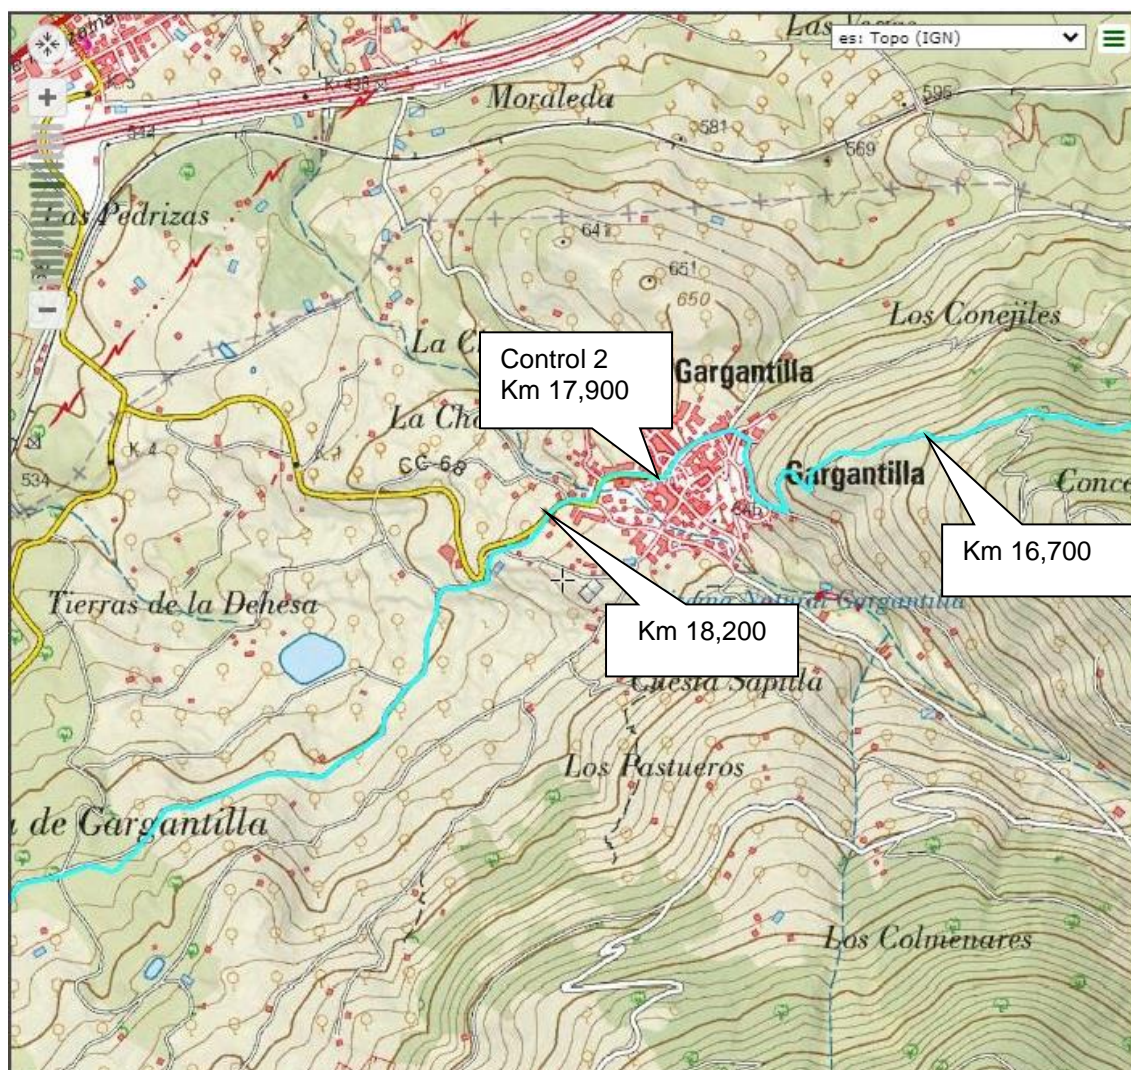 es: Topo (IGN)
Moraleda
596
581
569
544
Las Pedrizas
641
651
650
Los Conejiles
Control 2
Km 17,900
Gargantilla
Gargantilla
K 4
CC-68
534
Km 16,700
Tierras de la Dehesa
Km 18,200
Cuesta Sapilla
Los Pastueros
de Gargantilla
Los Colmenares